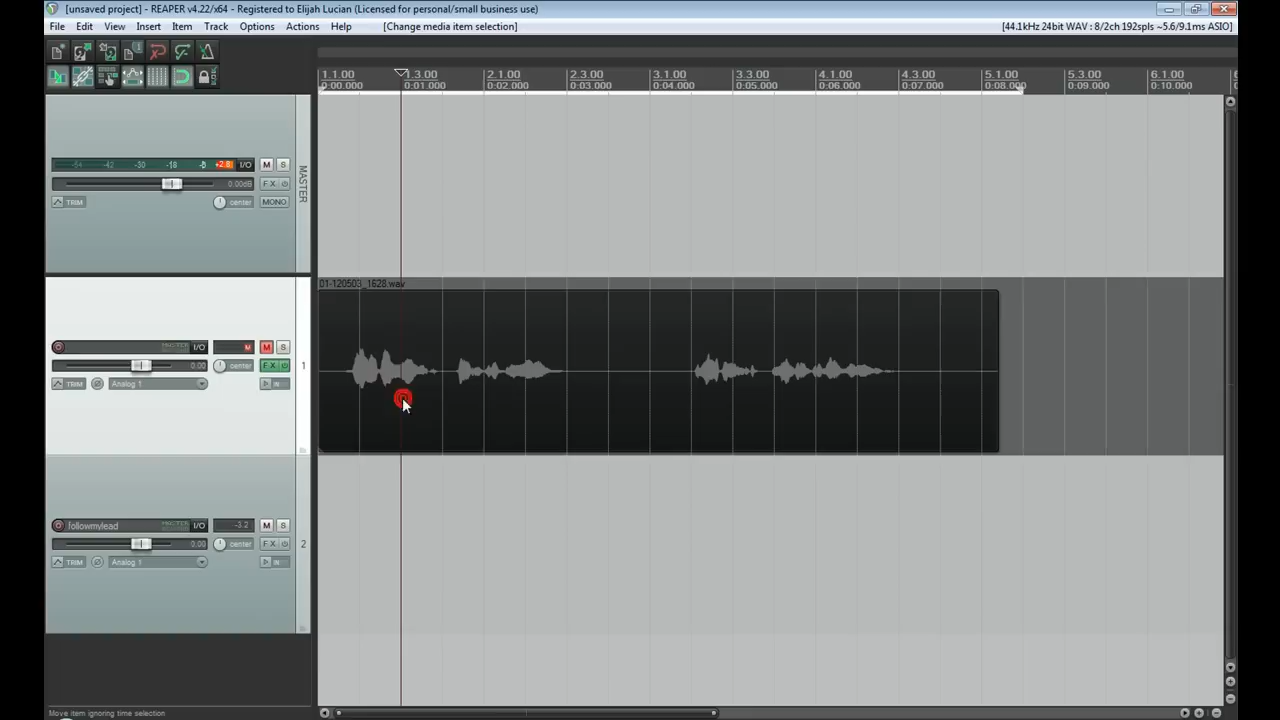 [unsaved project] - REAPER v4.22/x64 - Registered to Elijah Lucian (Licensed for personal/small business use)
File Edit View Insert Item Track Options Actions Help [Change media item selection] [44.1kHz 24bit WAV : 8/2ch 192spls ~5.6/9.1ms ASIO]
1.1.00 1.3.00 2.1.00 2.3.00 3.1.00 3.3.00 4.1.00 4.3.00 5.1.00 5.3.00 6.1.00
0:00.000 0:01.000 0:02.000 0:03.000 0:04.000 0:05.000 0:06.000 0:07.000 0:08.000 0:09.000 0:10.000
-54 -42 -30 -18 +2.8 I/O M S
0.00dB FX
TRIM center MONO
MASTER
01-120503_1628.wav
MASTER I/O M M S
0.00 center FX 1
TRIM Analog 1 IN
followmylead MASTER I/O -3.2 M S
0.00 center FX 2
TRIM Analog 1 IN
Move item ignoring time selection